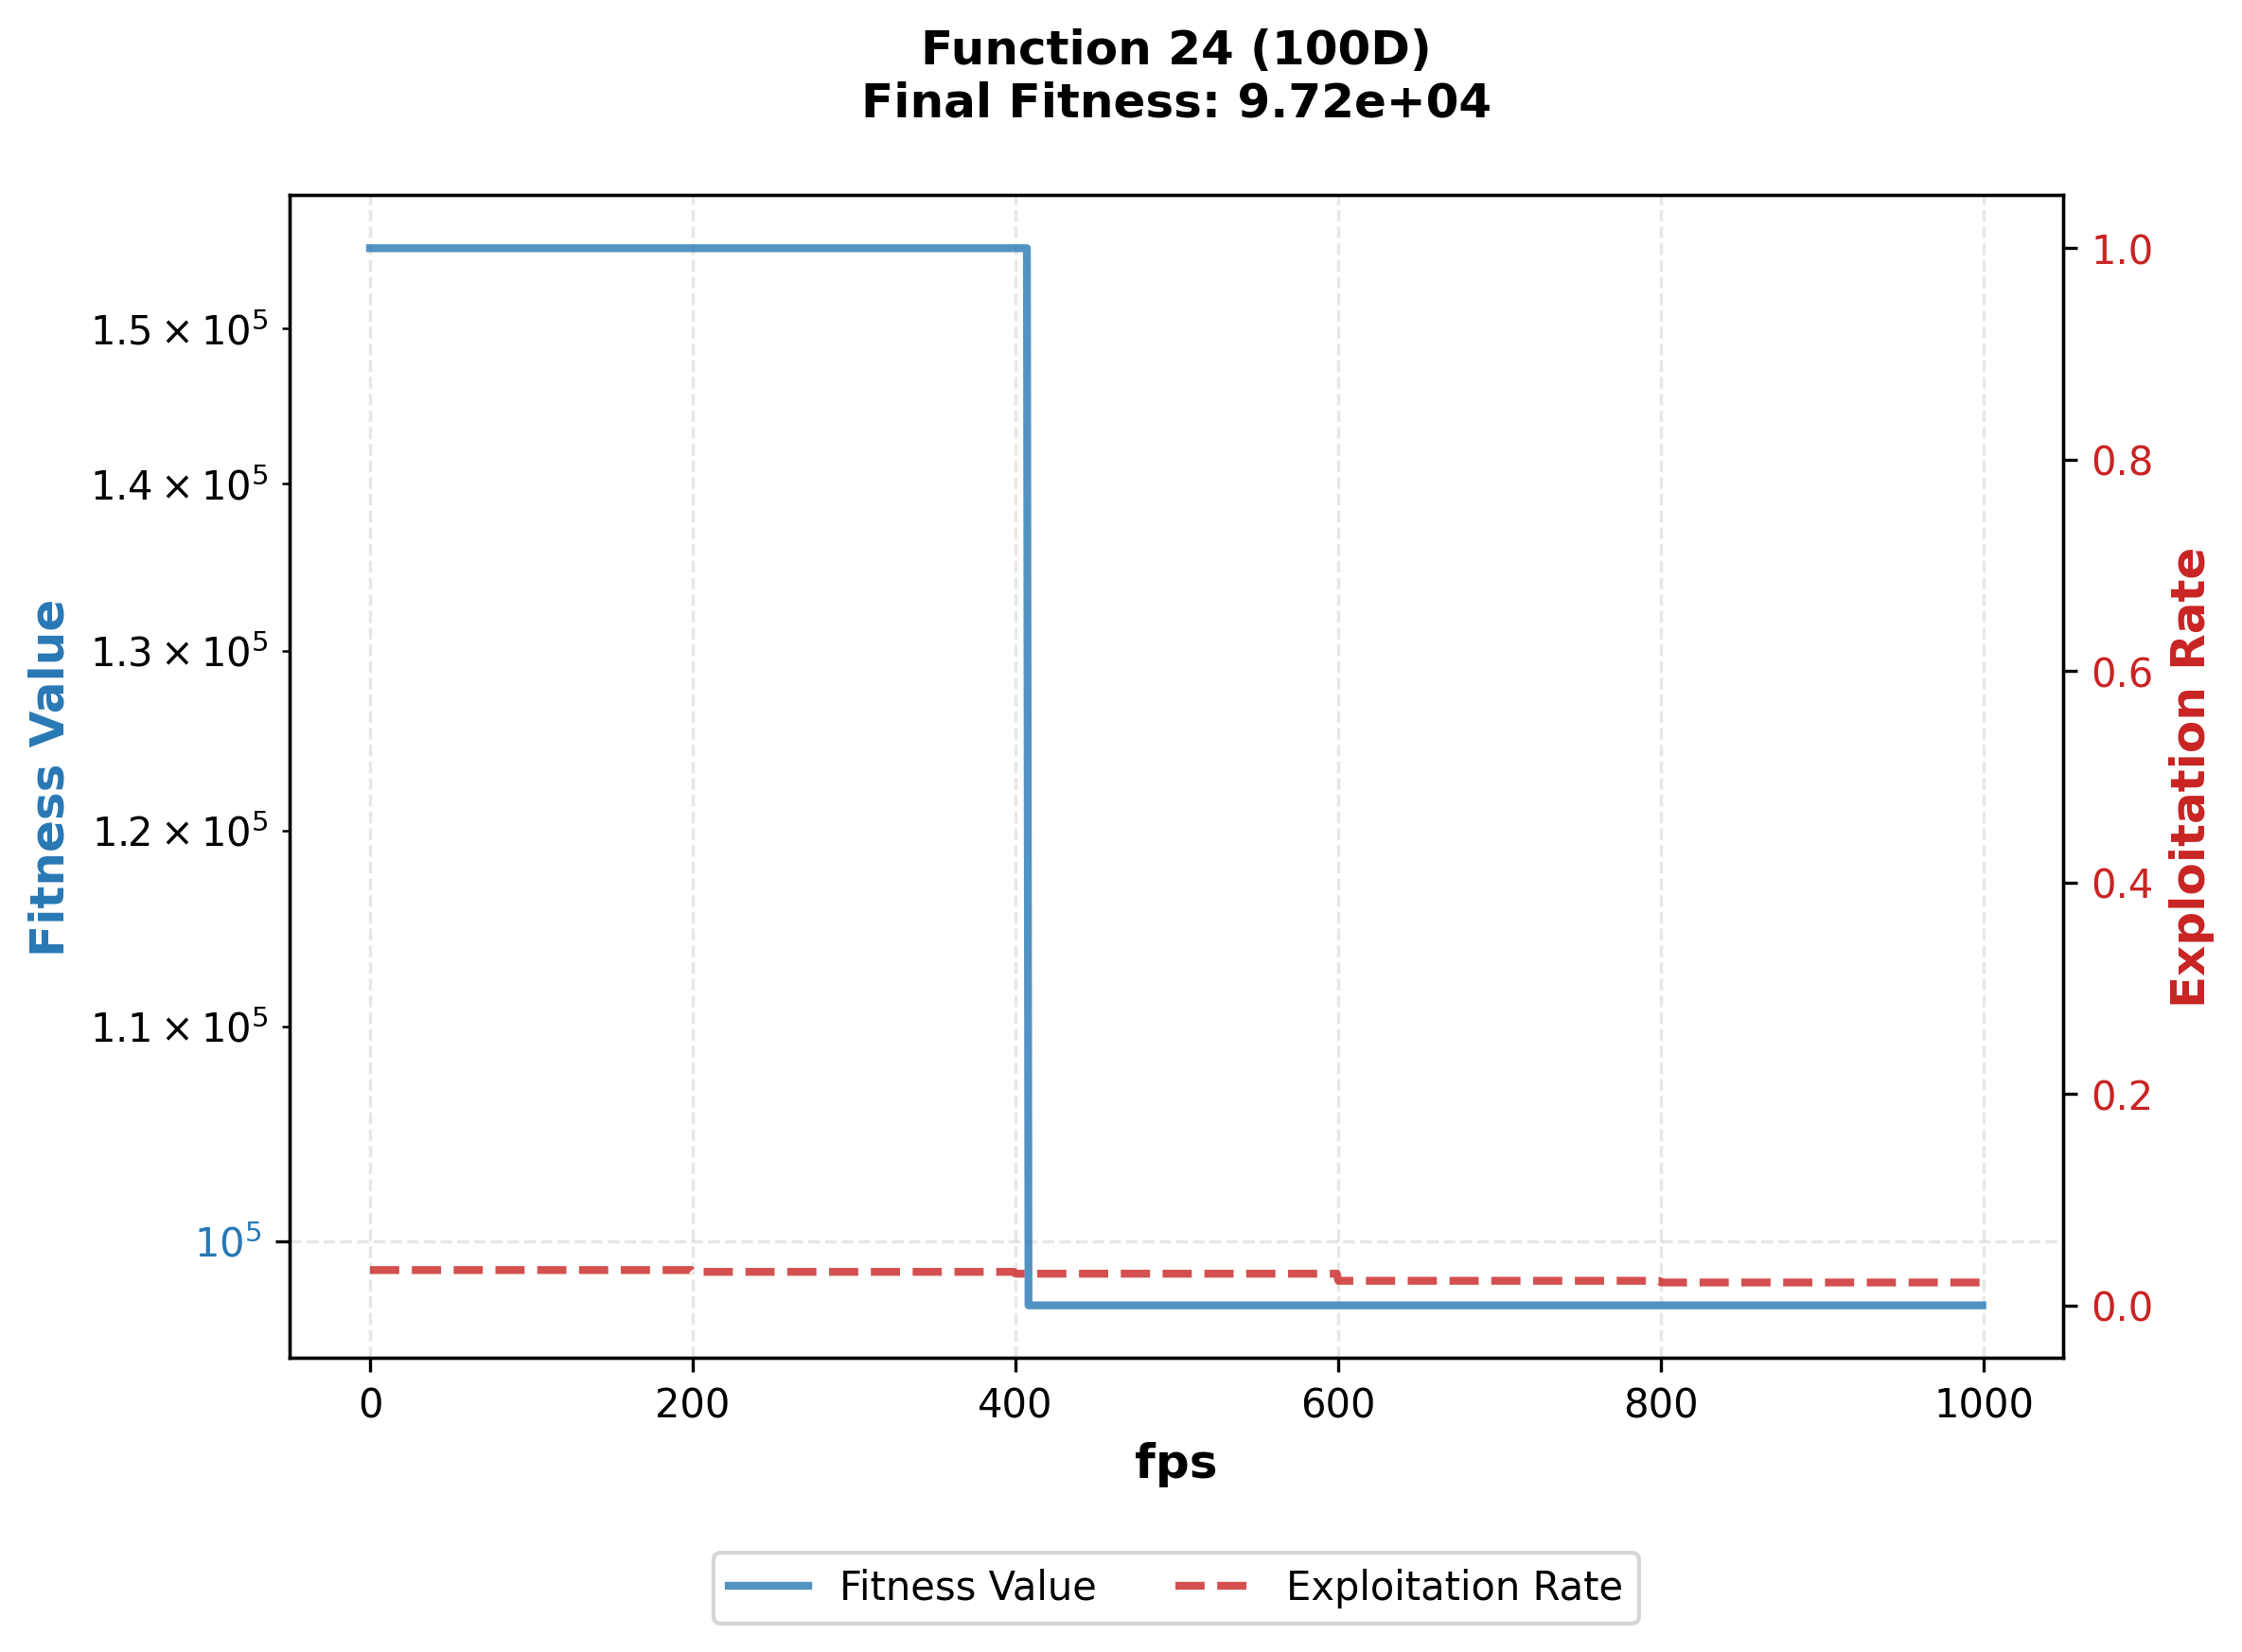 Function 24 (100D)
Final Fitness: 9.72e+04
Fitness Value
1.5 × 10⁵
1.4 × 10⁵
1.3 × 10⁵
1.2 × 10⁵
1.1 × 10⁵
10⁵
1.0
0.8
0.6
0.4
0.2
0.0
Exploitation Rate
0 200 400 600 800 1000
fps
Fitness Value Exploitation Rate